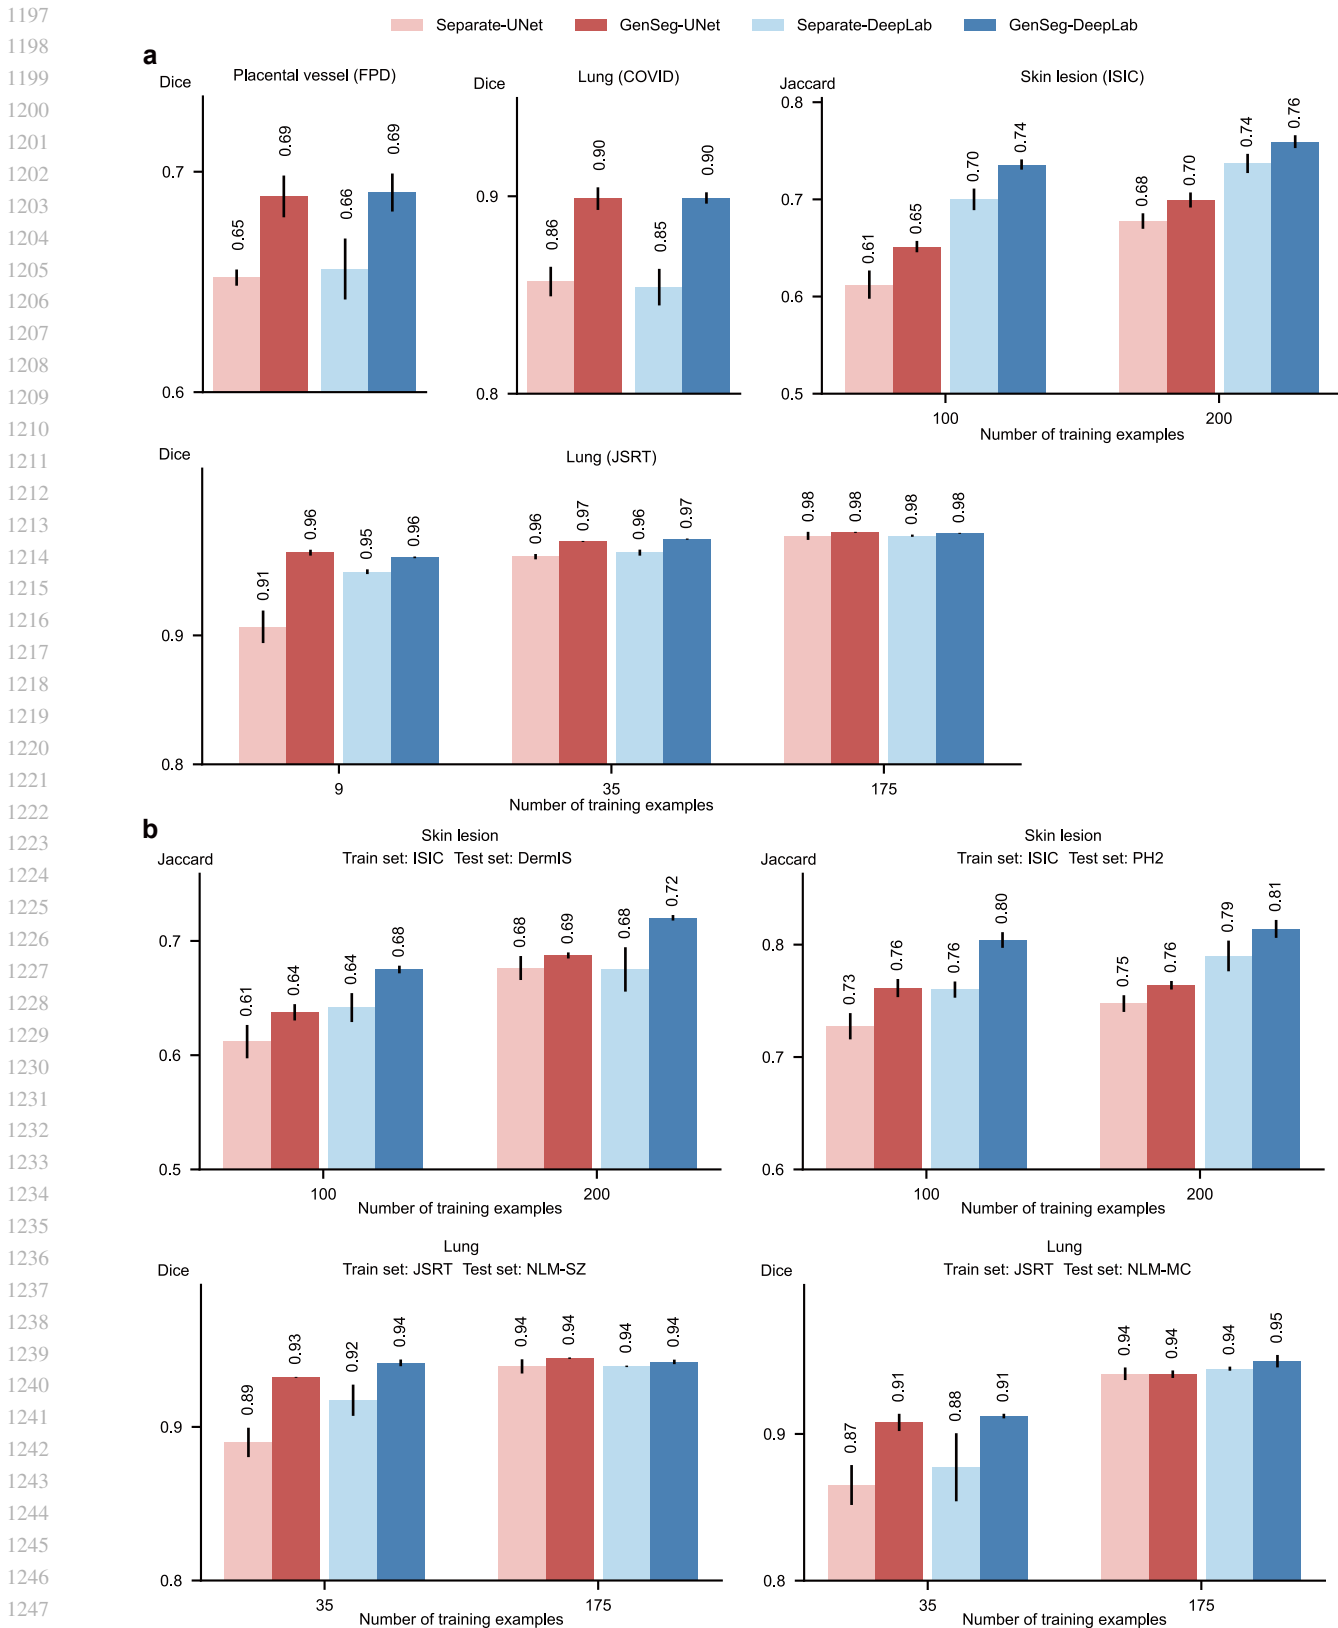 1197
1198
1199
1200
1201
1202
1203
1204
1205
1206
1207
1208
1209
1210
1211
1212
1213
1214
1215
1216
1217
1218
1219
1220
1221
1222
1223
1224
1225
1226
1227
1228
1229
1230
1231
1232
1233
1234
1235
1236
1237
1238
1239
1240
1241
1242
1243
1244
1245
1246
1247
Separate-UNet GenSeg-UNet Separate-DeepLab GenSeg-DeepLab
a
Placental vessel (FPD)
Dice
0.7
0.6
0.65 0.69 0.66 0.69
Lung (COVID)
Dice
0.9
0.8
0.86 0.90 0.85 0.90
Skin lesion (ISIC)
Jaccard
0.8
0.7
0.6
0.5
0.61 0.65 0.70 0.74 0.68 0.70 0.74 0.76
100 200
Number of training examples
Lung (JSRT)
Dice
0.9
0.8
0.91 0.96 0.95 0.96 0.96 0.97 0.96 0.97 0.98 0.98 0.98 0.98
9 35 175
Number of training examples
b
Skin lesion
Train set: ISIC Test set: DermIS
Jaccard
0.7
0.6
0.5
0.61 0.64 0.64 0.68 0.68 0.69 0.68 0.72
100 200
Number of training examples
Skin lesion
Train set: ISIC Test set: PH2
Jaccard
0.8
0.7
0.6
0.73 0.76 0.76 0.80 0.75 0.76 0.79 0.81
100 200
Number of training examples
Lung
Train set: JSRT Test set: NLM-SZ
Dice
0.9
0.8
0.89 0.93 0.92 0.94 0.94 0.94 0.94 0.94
35 175
Number of training examples
Lung
Train set: JSRT Test set: NLM-MC
Dice
0.9
0.8
0.87 0.91 0.88 0.91 0.94 0.94 0.94 0.95
35 175
Number of training examples